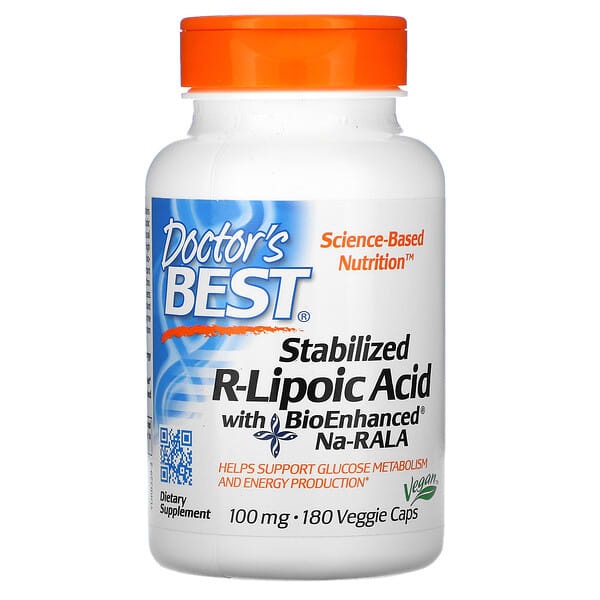 Doctor's
BEST®
Science-Based
Nutrition™
Stabilized
R-Lipoic Acid
with BioEnhanced®
Na-RALA
HELPS SUPPORT GLUCOSE METABOLISM
AND ENERGY PRODUCTION*
Vegan
Dietary
Supplement
100 mg • 180 Veggie Caps